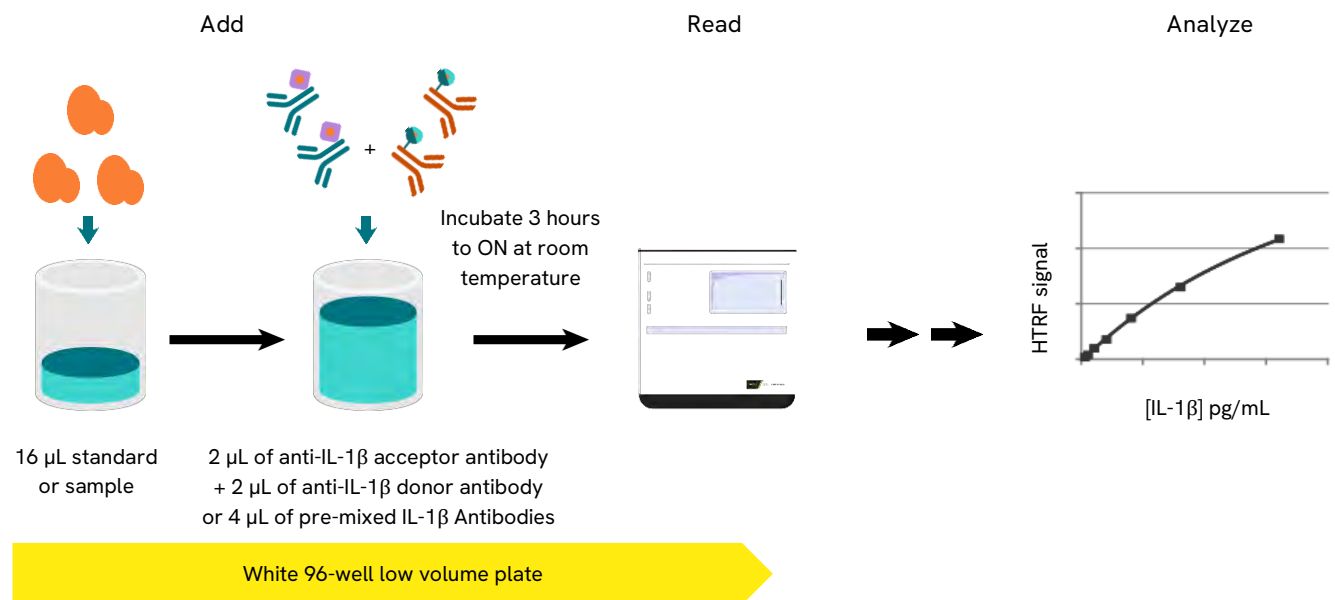 Add
Read
Analyze
+
Incubate 3 hours
to ON at room
temperature
HTRF signal
[IL-1β] pg/mL
16 µL standard
or sample
2 µL of anti-IL-1β acceptor antibody
+ 2 µL of anti-IL-1β donor antibody
or 4 µL of pre-mixed IL-1β Antibodies
White 96-well low volume plate